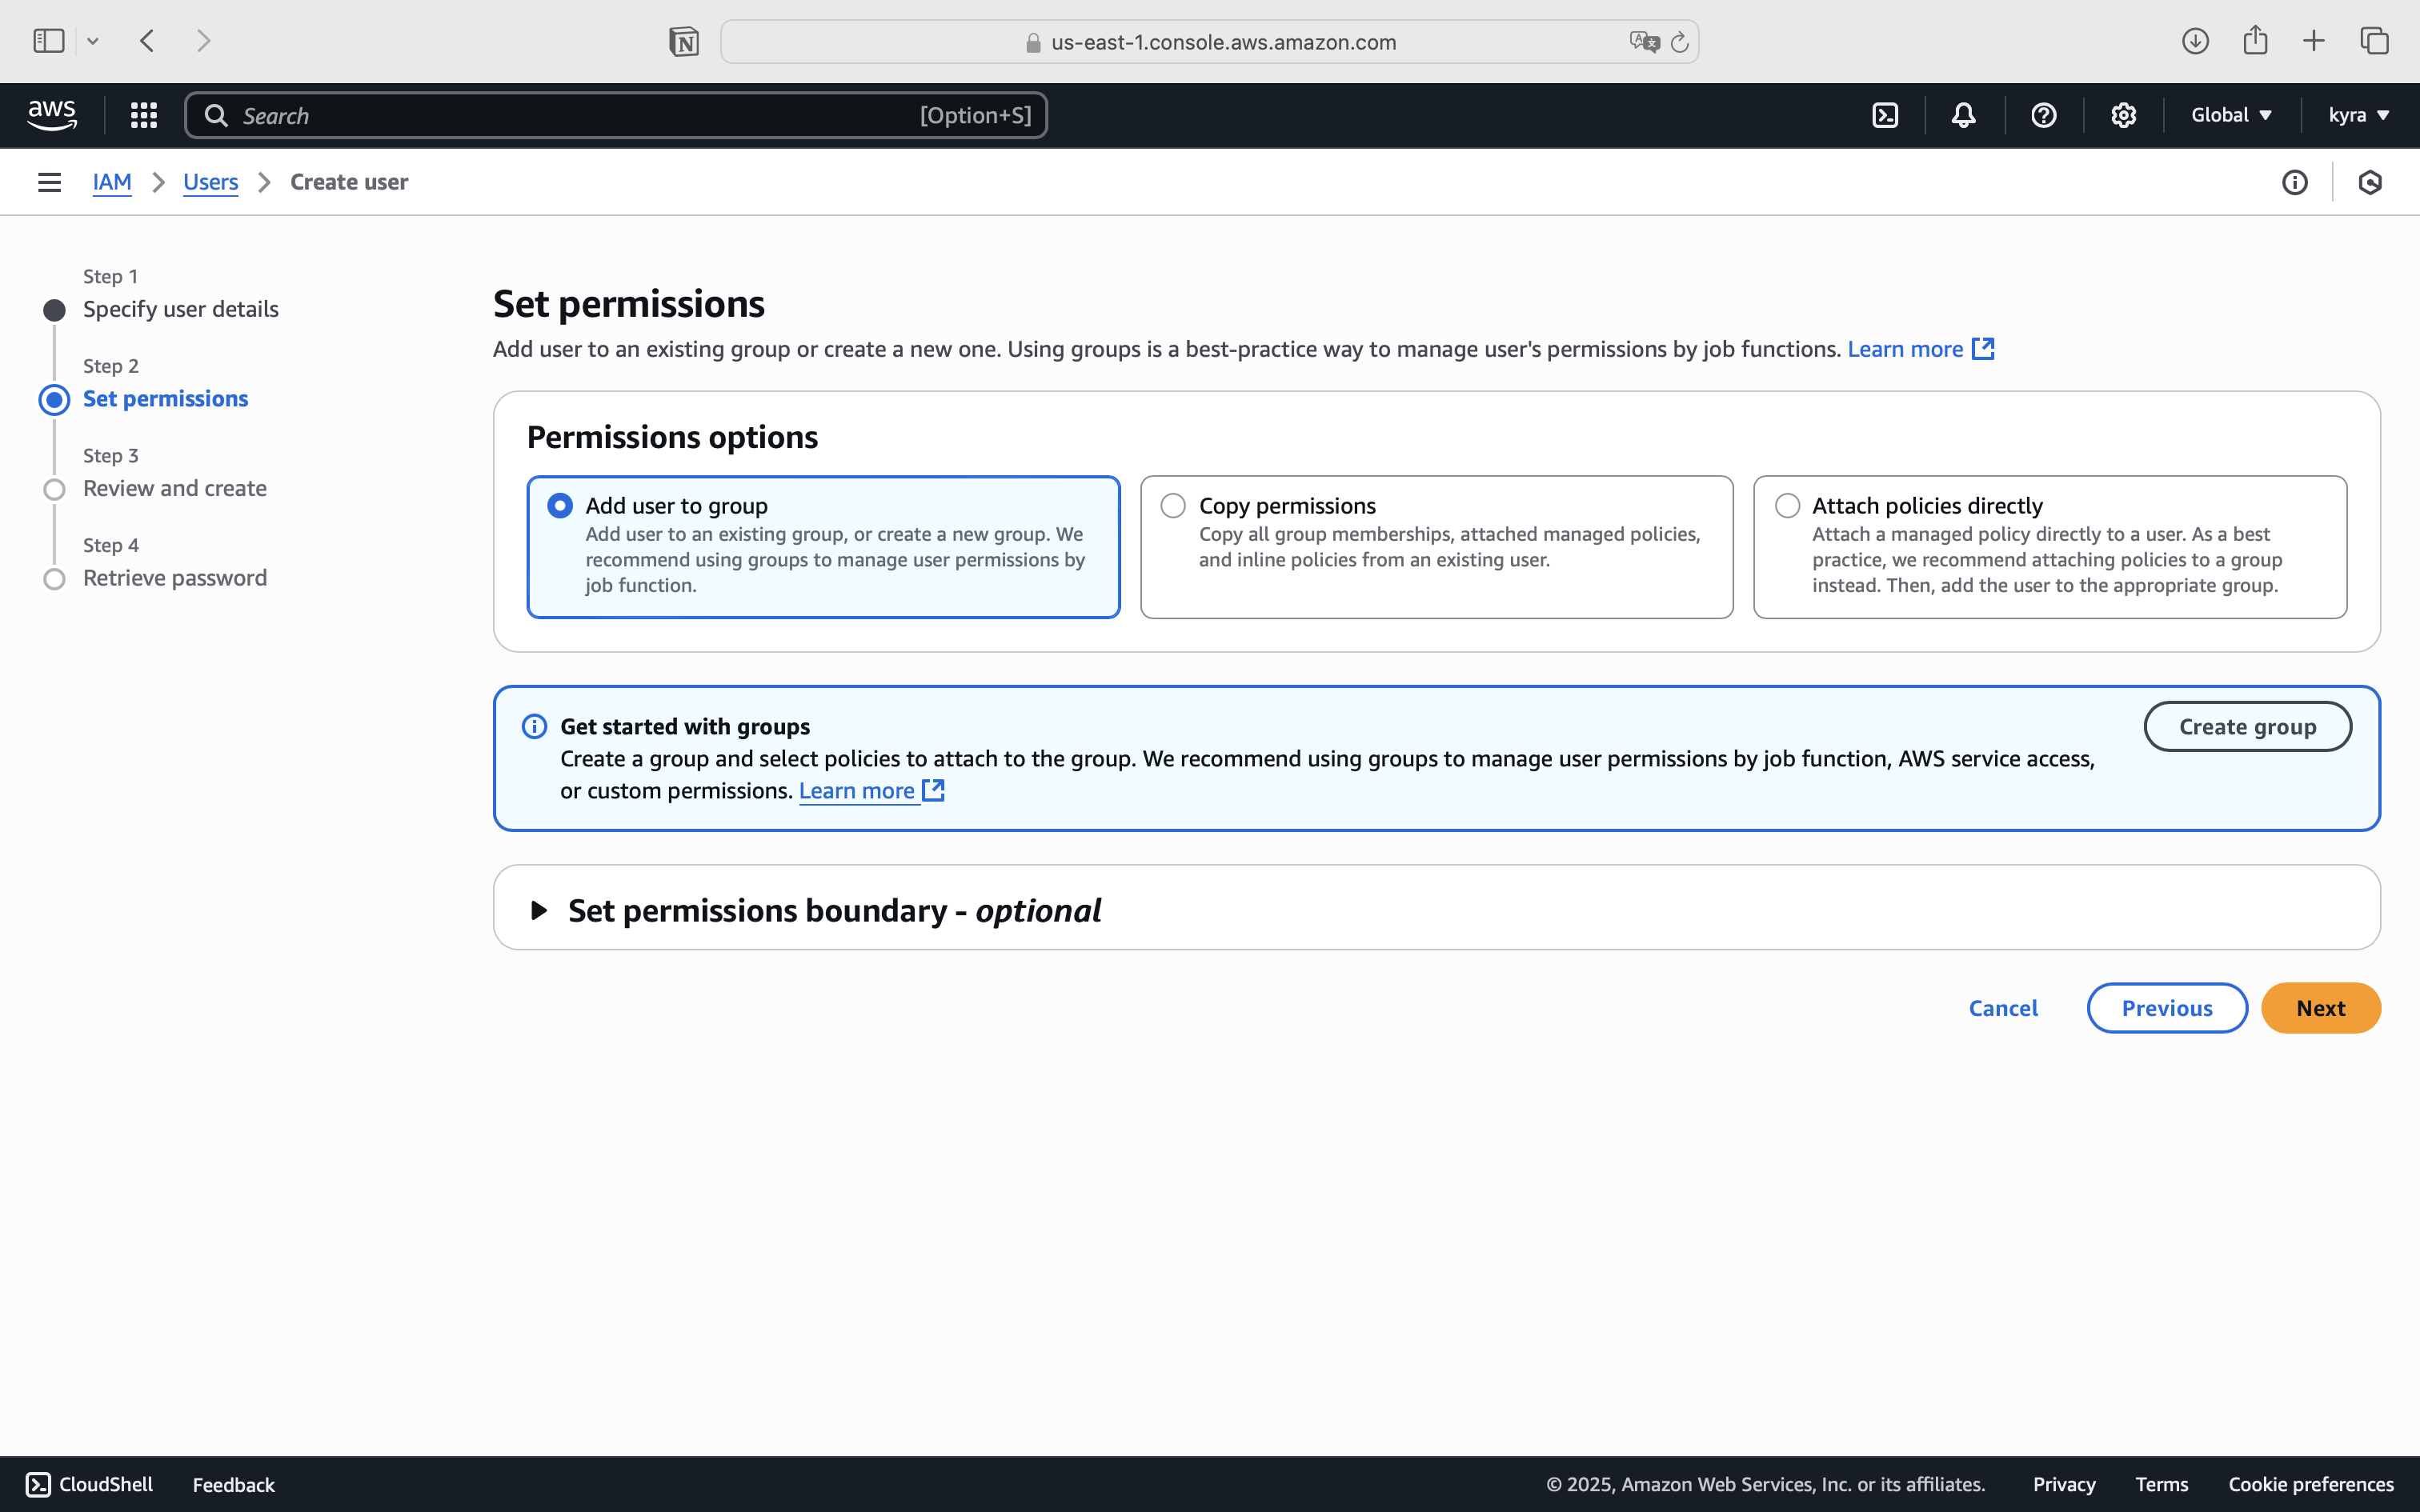 us-east-1.console.aws.amazon.com
aws
Search
[Option+S]
Global
kyra
IAM
Users
Create user
Step 1
Specify user details
Step 2
Set permissions
Step 3
Review and create
Step 4
Retrieve password
Set permissions
Add user to an existing group or create a new one. Using groups is a best-practice way to manage user's permissions by job functions. Learn more
Permissions options
Add user to group
Add user to an existing group, or create a new group. We
recommend using groups to manage user permissions by
job function.
Copy permissions
Copy all group memberships, attached managed policies,
and inline policies from an existing user.
Attach policies directly
Attach a managed policy directly to a user. As a best
practice, we recommend attaching policies to a group
instead. Then, add the user to the appropriate group.
Get started with groups
Create a group and select policies to attach to the group. We recommend using groups to manage user permissions by job function, AWS service access,
or custom permissions. Learn more
Create group
Set permissions boundary - optional
Cancel
Previous
Next
CloudShell
Feedback
© 2025, Amazon Web Services, Inc. or its affiliates.
Privacy
Terms
Cookie preferences